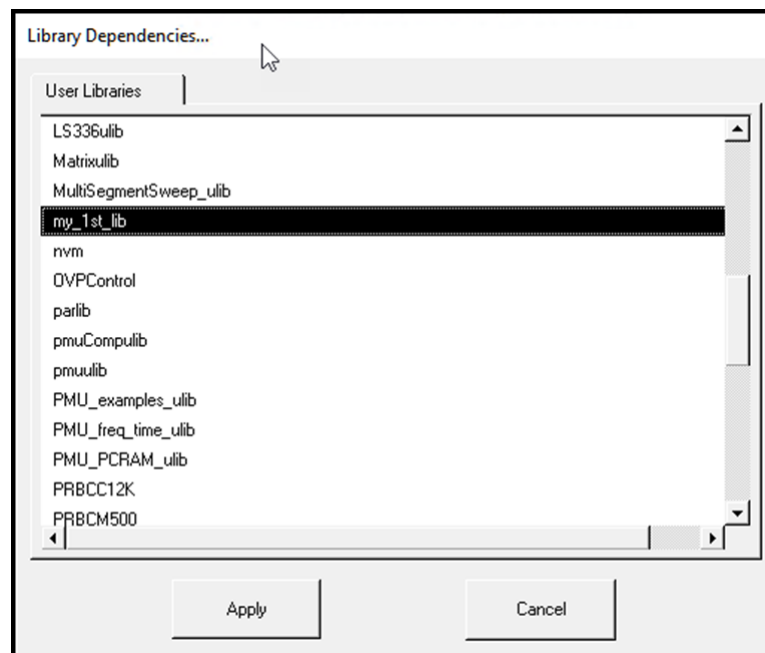 Library Dependencies...
User Libraries
LS336ulib
Matrixulib
MultiSegmentSweep_ulib
my_1st_lib
nvm
OVPControl
parlib
pmuCompulib
pmuulib
PMU_examples_ulib
PMU_freq_time_ulib
PMU_PCRAM_ulib
PRBCC12K
PRBCM500
Apply Cancel